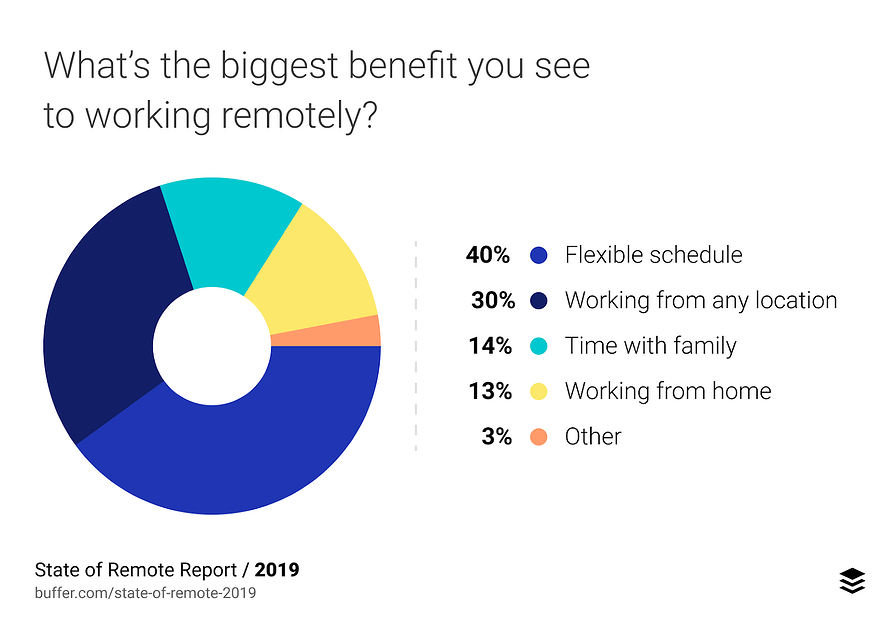 What’s the biggest benefit you see
to working remotely?
40% Flexible schedule
30% Working from any location
14% Time with family
13% Working from home
3% Other
State of Remote Report / 2019
buffer.com/state-of-remote-2019